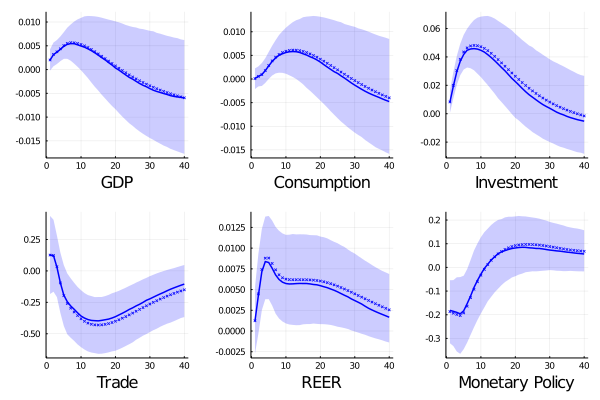 0.010
0.005
0.000
-0.005
-0.010
-0.015
0 10 20 30 40
GDP
0.010
0.005
0.000
-0.005
-0.010
-0.015
0 10 20 30 40
Consumption
0.06
0.04
0.02
0.00
-0.02
0 10 20 30 40
Investment
0.25
0.00
-0.25
-0.50
0 10 20 30 40
Trade
0.0125
0.0100
0.0075
0.0050
0.0025
0.0000
-0.0025
0 10 20 30 40
REER
0.2
0.1
0.0
-0.1
-0.2
-0.3
0 10 20 30 40
Monetary Policy